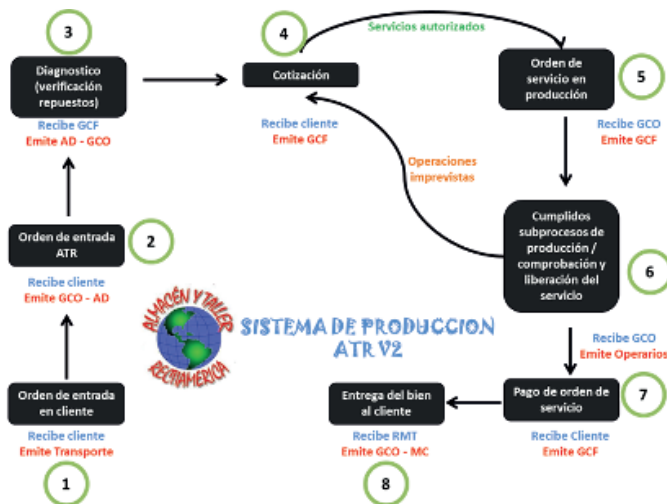 3
Diagnostico
(verificación
repuestos)
Recibe GCF
Emite AD - GCO
4
Cotización
Recibe cliente
Emite GCF
Servicios autorizados
Orden de
servicio en
producción
5
Recibe GCO
Emite GCF
Operaciones
imprevistas
Orden de entrada
ATR
2
Recibe cliente
Emite GCO - AD
Cumplidos
subprocesos de
producción /
comprobación y
liberación del
servicio
6
Recibe GCO
Emite Operarios
ALMACÉN Y TALLER
RECTIAMÉRICA
SISTEMA DE PRODUCCION
ATR V2
Orden de entrada
en cliente
Recibe cliente
Emite Transporte
1
Entrega del bien
al cliente
Recibe RMT
Emite GCO - MC
8
Pago de orden de
servicio
7
Recibe Cliente
Emite GCF